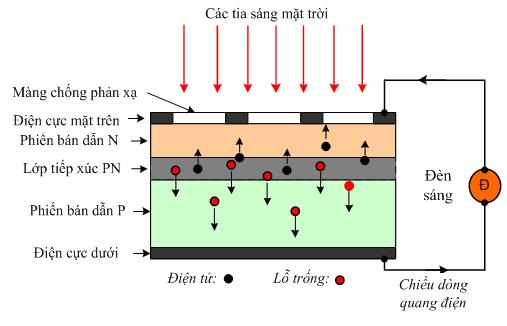 Các tia sáng mặt trời
Màng chống phản xạ
Điện cực mặt trên
Phiến bán dẫn N
Lớp tiếp xúc PN
Phiến bán dẫn P
Điện cực dưới
Đèn
sáng
Đ
Điện tử:
Lỗ trống:
Chiều dòng
quang điện